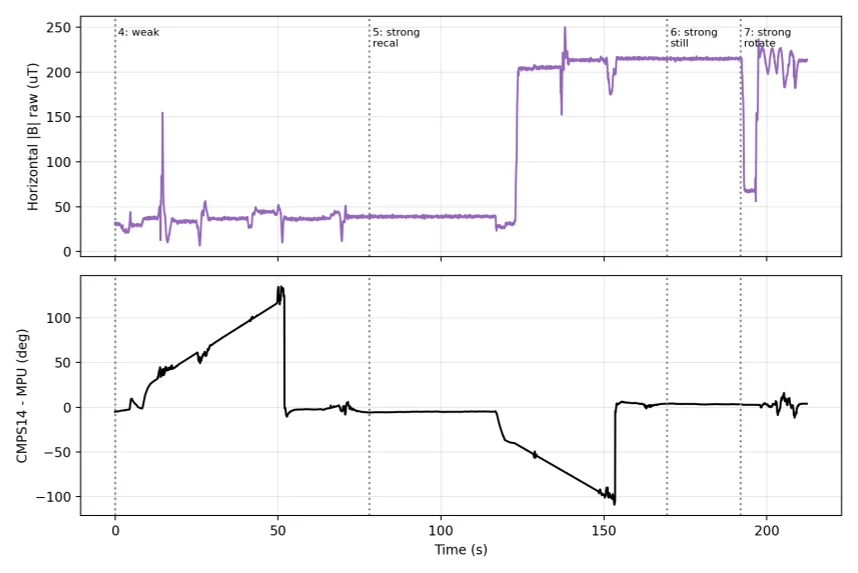 4: weak
5: strong
recal
6: strong
still
7: strong
rotate
250
200
150
100
50
0
Horizontal |B| raw (uT)
100
50
0
−50
−100
CMPS14 - MPU (deg)
0
50
100
150
200
Time (s)